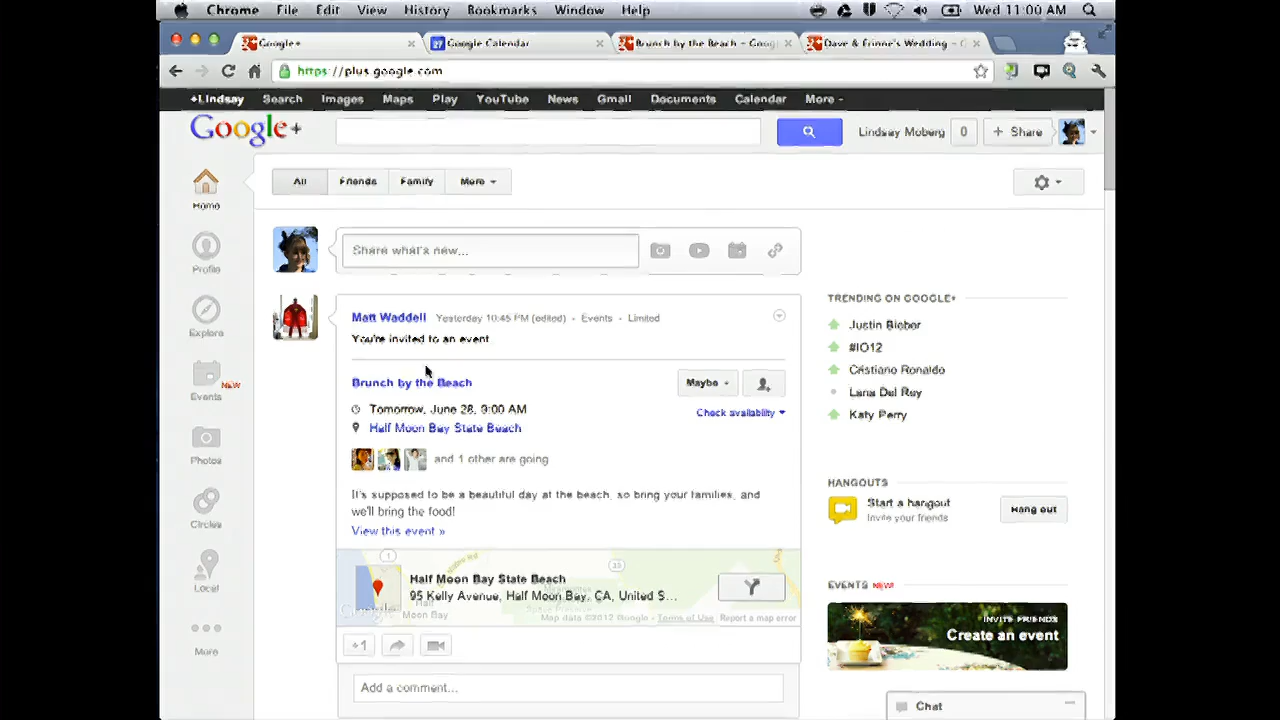 Chrome File Edit View History Bookmarks Window Help Wed 11:00 AM
Google+ 27 Google Calendar Brunch by the Beach - Googl Dave & Erinne's Wedding - G
https://plus.google.com
+Lindsay Search Images Maps Play YouTube News Gmail Documents Calendar More
Google+ Lindsay Moberg 0 + Share
All Friends Family More
Home
Profile
Explore
Events NEW
Photos
Circles
Local
More
Share what's new...
Matt Waddell Yesterday 10:45 PM (edited) - Events - Limited
You're invited to an event
Brunch by the Beach Maybe
Tomorrow, June 28, 9:00 AM Check availability
Half Moon Bay State Beach
and 1 other are going
It's supposed to be a beautiful day at the beach, so bring your families, and
we'll bring the food!
View this event »
1 35
Half Moon Bay State Beach
95 Kelly Avenue, Half Moon Bay, CA, United S...
Google Half
Moon Bay
Map data ©2012 Google - Terms of Use Report a map error
+1
Add a comment...
TRENDING ON GOOGLE+
Justin Bieber
#IO12
Cristiano Ronaldo
Lana Del Rey
Katy Perry
HANGOUTS
Start a hangout
Invite your friends
Hang out
EVENTS NEW!
INVITE FRIENDS
Create an event
Chat